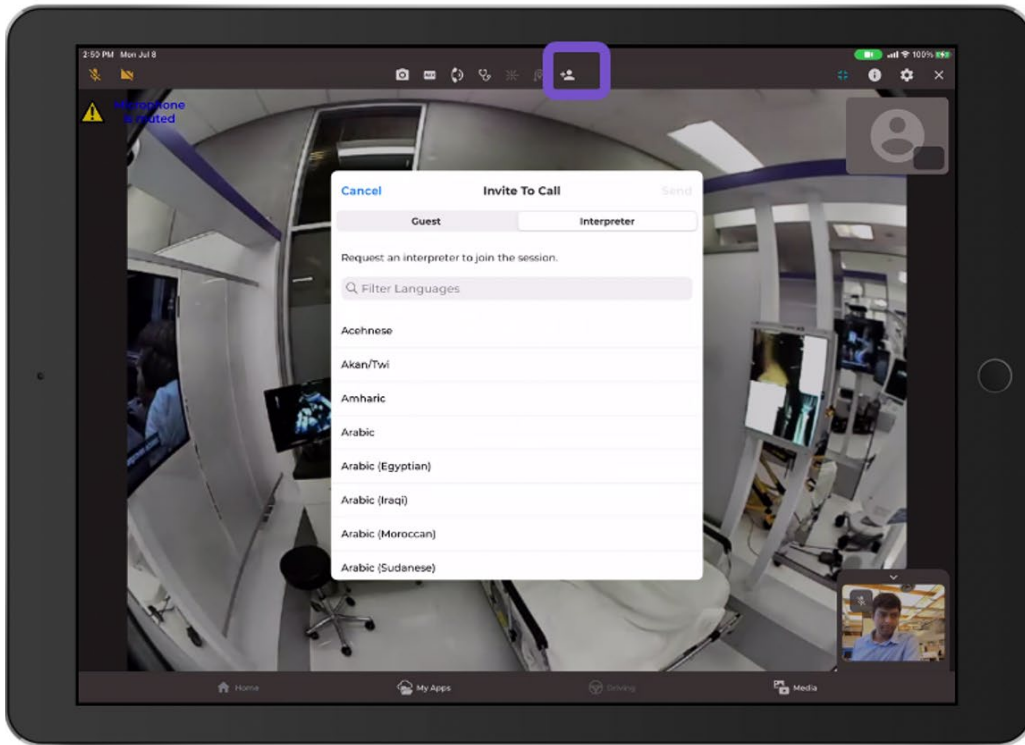 2:50 PM Mon Jul 8
100%
Microphone
is muted
Cancel
Invite To Call
Send
Guest
Interpreter
Request an interpreter to join the session.
Filter Languages
Acehnese
Akan/Twi
Amharic
Arabic
Arabic (Egyptian)
Arabic (Iraqi)
Arabic (Moroccan)
Arabic (Sudanese)
Home
My Apps
Driving
Media